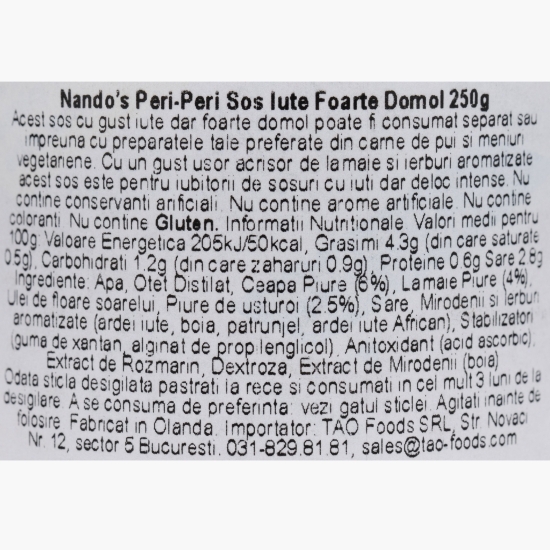 Nando's Peri-Peri Sos Iute Foarte Domol 250g
Acest sos cu gust iute dar foarte domol poate fi consumat separat sau
impreuna cu preparatele tale preferate din carne de pui si meniuri
vegetariene. Cu un gust usor acrisor de lamaie si ierburi aromatizate
acest sos este pentru iubitorii de sosuri cu iuti dar deloc intense. Nu
contine conservanti arificiali. Nu contine arome artificiale. Nu contine
coloranti. Nu contine Gluten. Informatii Nutritionale. Valori medii pentru
100g: Valoare Energetica 205kJ/50kcal, Grasimi 4.3g (din care saturate
0.5g), Carbohidrati 1.2g (din care zaharuri 0.9g), Proteine 0.6g Sare 2.8g
Ingrediente: Apa, Otet Distilat, Ceapa Piure (6%), Lamaie Piure (4%),
Ulei de floare soarelui, Piure de usturoi (2.5%), Sare, Mirodenii si Ierburi
aromatizate (ardei iute, boia, patrunjel, ardei iute African), Stabilizatori
(guma de xantan, alginat de propilenglicol), Anitoxidant (acid ascorbic),
Extract de Rozmarin, Dextroza, Extract de Mirodenii (boia)
Odata sticla desigilata pastrati la rece si consumati in cel mult 3 luni de la
desigilare. A se consuma de preferinta: vezi gatul sticlei. Agitati inainte de
folosire. Fabricat in Olanda. importator: TAO Foods SRL, Str. Novaci
Nr. 12, sector 5 Bucuresti. 031-829.81.81, sales@tao-foods.com